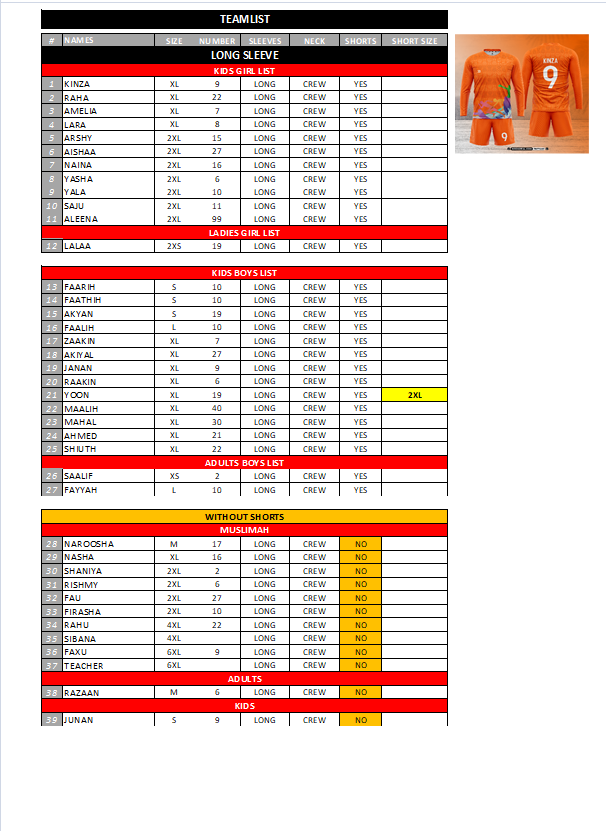 TEAMLIST
# NAMES SIZE NUMBER SLEEVES NECK SHORTS SHORT SIZE
LONG SLEEVE
KIDS GIRL LIST
1 KINZA XL 9 LONG CREW YES
2 RAHA XL 22 LONG CREW YES
3 AMELIA XL 7 LONG CREW YES
4 LARA XL 8 LONG CREW YES
5 ARSHY 2XL 15 LONG CREW YES
6 AISHAA 2XL 27 LONG CREW YES
7 NAINA 2XL 16 LONG CREW YES
8 YASHA 2XL 6 LONG CREW YES
9 YALA 2XL 10 LONG CREW YES
10 SAJU 2XL 11 LONG CREW YES
11 ALEENA 2XL 99 LONG CREW YES
LADIES GIRL LIST
12 LALAA 2XS 19 LONG CREW YES
KIDS BOYS LIST
13 FAARIH S 10 LONG CREW YES
14 FAATHIH S 10 LONG CREW YES
15 AKYAN S 19 LONG CREW YES
16 FAALIH L 10 LONG CREW YES
17 ZAAKIN XL 7 LONG CREW YES
18 AKIYAL XL 27 LONG CREW YES
19 JANAN XL 9 LONG CREW YES
20 RAAKIN XL 6 LONG CREW YES
21 YOON XL 19 LONG CREW YES 2XL
22 MAALIH XL 40 LONG CREW YES
23 MAHAL XL 30 LONG CREW YES
24 AHMED XL 21 LONG CREW YES
25 SHIUTH XL 22 LONG CREW YES
ADULTS BOYS LIST
26 SAALIF XS 2 LONG CREW YES
27 FAYYAH L 10 LONG CREW YES
WITHOUT SHORTS
MUSLIMAH
28 NAROOSHA M 17 LONG CREW NO
29 NASHA XL 16 LONG CREW NO
30 SHANIYA 2XL 2 LONG CREW NO
31 RISHMY 2XL 6 LONG CREW NO
32 FAU 2XL 27 LONG CREW NO
33 FIRASHA 2XL 10 LONG CREW NO
34 RAHU 4XL 22 LONG CREW NO
35 SIBANA 4XL LONG CREW NO
36 FAXU 6XL 9 LONG CREW NO
37 TEACHER 6XL LONG CREW NO
ADULTS
38 RAZAAN M 6 LONG CREW NO
KIDS
39 JUNAN S 9 LONG CREW NO
KINZA
9
9